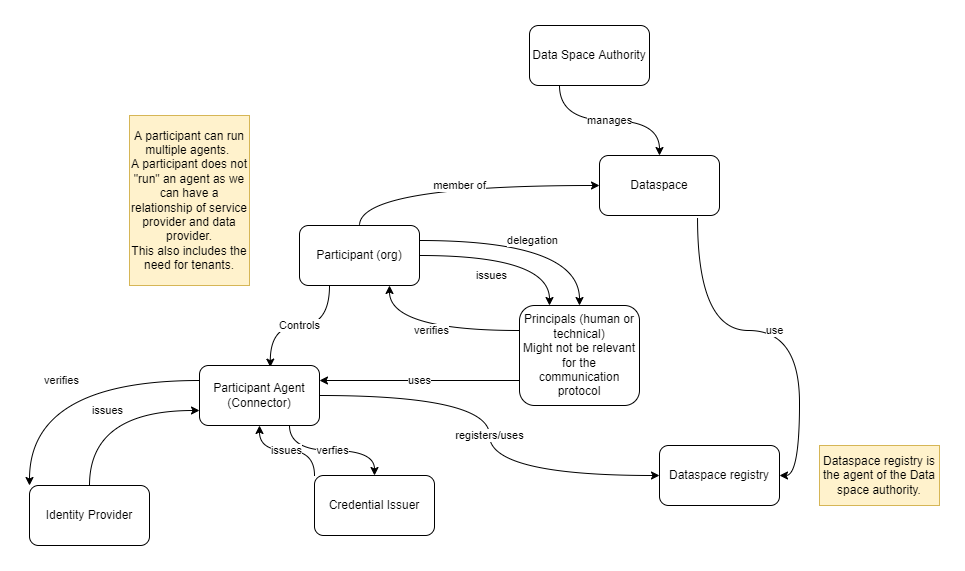 Data Space Authority
manages
A participant can run
multiple agents.
A participant does not
"run" an agent as we
can have a
relationship of service
provider and data
provider.
This also includes the
need for tenants.
Dataspace
member of
delegation
Participant (org)
issues
Principals (human or
technical)
Might not be relevant
for the
communication
protocol
Controls
verifies
use
verifies
uses
Participant Agent
(Connector)
issues
registers/uses
issues
verfies
Dataspace registry
Dataspace registry is
the agent of the Data
space authority.
Identity Provider
Credential Issuer